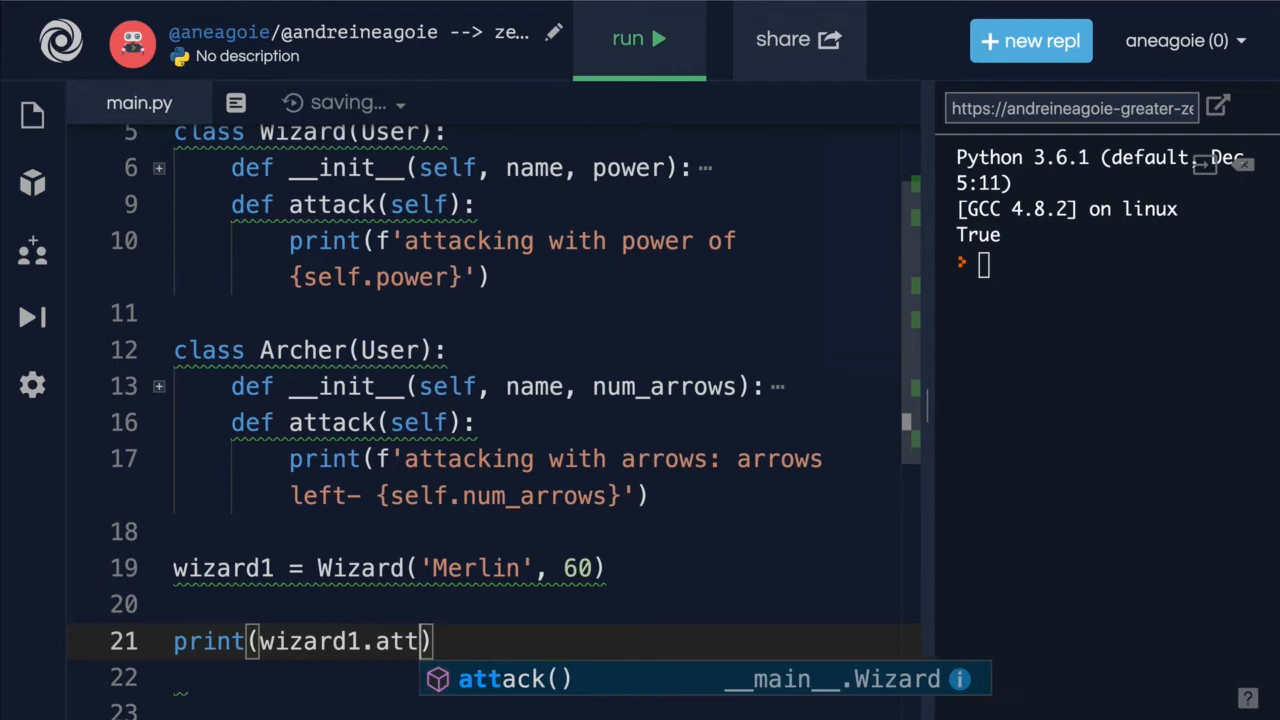 @aneagoie/@andreineagoie --> ze...
No description
run
share
+ new repl
aneagoie (0)
main.py
saving...
https://andreineagoie-greater-ze
5 class Wizard(User):
6 def __init__(self, name, power):...
9 def attack(self):
10 print(f'attacking with power of
{self.power}')
11
12 class Archer(User):
13 def __init__(self, name, num_arrows):...
16 def attack(self):
17 print(f'attacking with arrows: arrows
left- {self.num_arrows}')
18
19 wizard1 = Wizard('Merlin', 60)
20
21 print(wizard1.att)
22
attack() __main__.Wizard
23
Python 3.6.1 (default, Dec
5:11)
[GCC 4.8.2] on linux
True